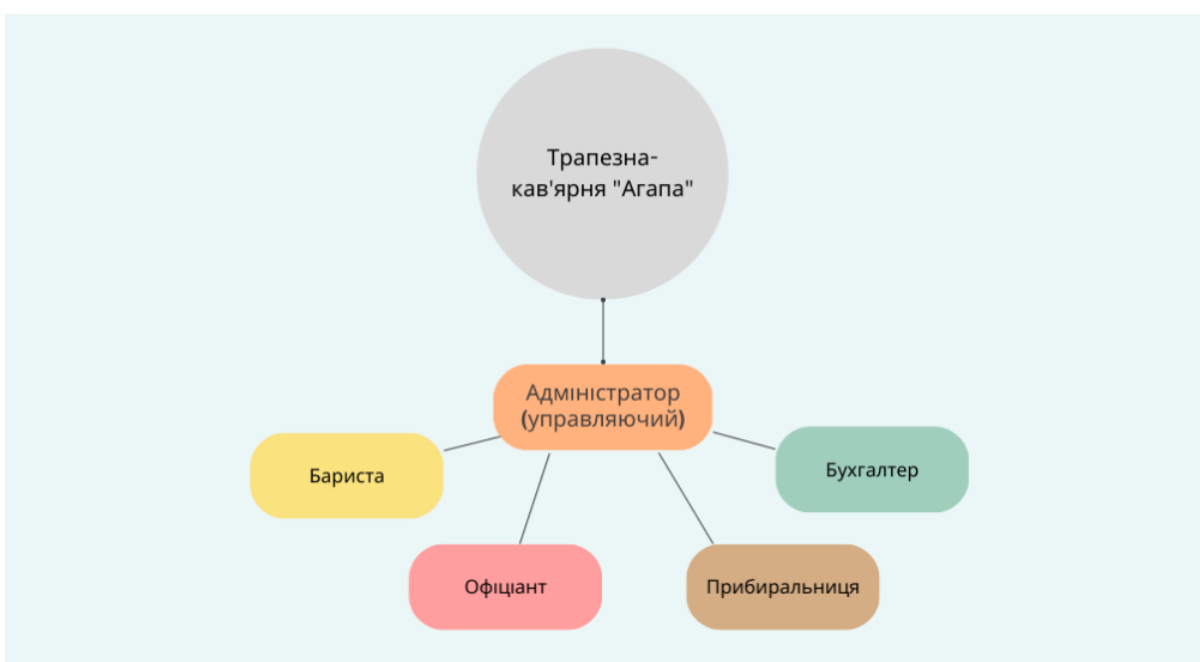 Трапезна-
кав'ярня "Агапа"
Адміністратор
(управляючий)
Бариста
Бухгалтер
Офіціант
Прибиральниця